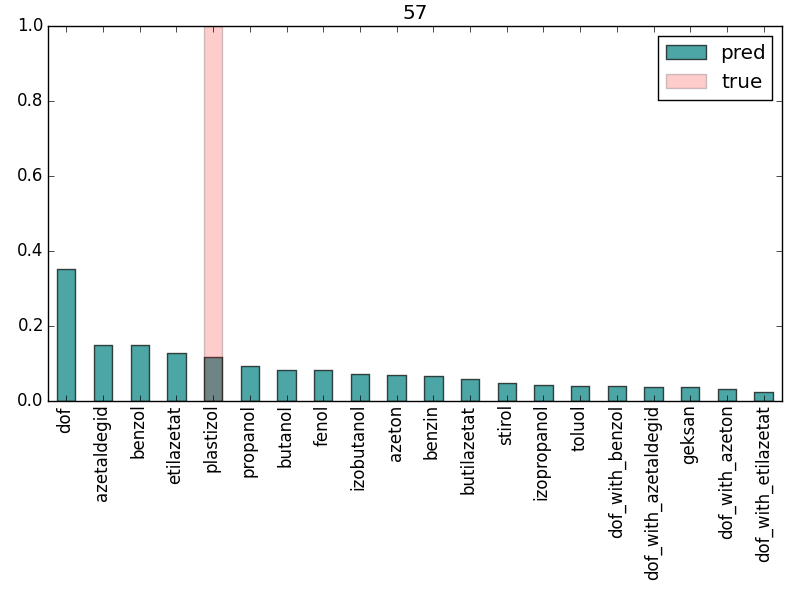 57
1.0
0.8
0.6
0.4
0.2
0.0
pred
true
dof
azetaldegid
benzol
etilazetat
plastizol
propanol
butanol
fenol
izobutanol
azeton
benzin
butilazetat
stirol
izopropanol
toluol
dof_with_benzol
dof_with_azetaldegid
geksan
dof_with_azeton
dof_with_etilazetat